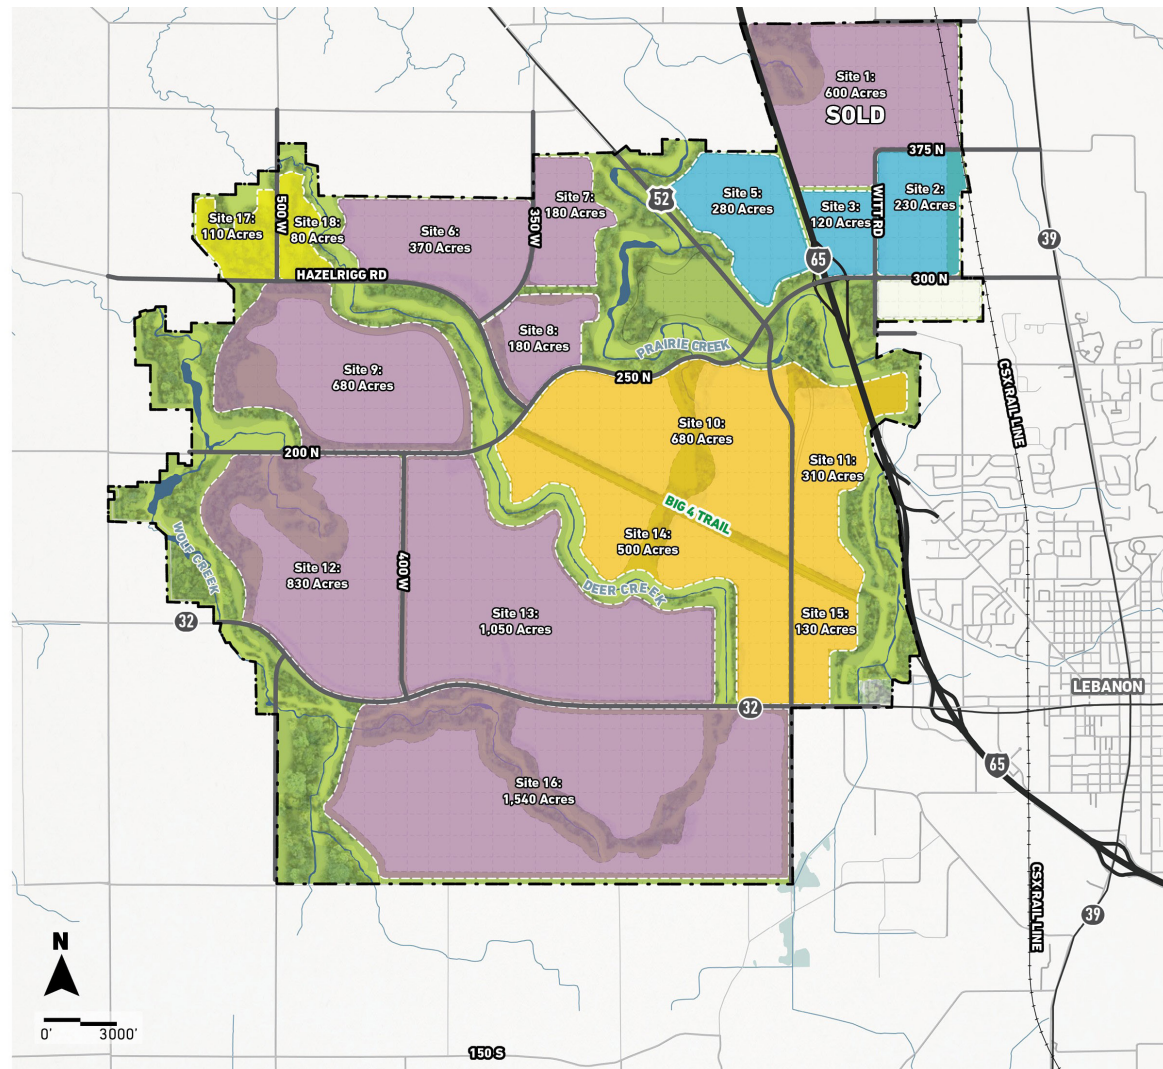 Site 1:
600 Acres
SOLD
375 N
Site 7:
180 Acres
52
Site 5:
280 Acres
Site 3:
120 Acres
WITT RD
Site 2:
230 Acres
39
Site 17:
110 Acres
500 W
Site 18:
80 Acres
Site 6:
370 Acres
350 W
65
HAZELRIGG RD
300 N
Site 8:
180 Acres
PRAIRIE CREEK
Site 9:
680 Acres
250 N
CSX RAIL LINE
Site 10:
680 Acres
200 N
Site 11:
310 Acres
BIG 4 TRAIL
WOLF CREEK
Site 14:
500 Acres
Site 12:
830 Acres
400 W
DEER CREEK
32
Site 13:
1,050 Acres
Site 15:
130 Acres
LEBANON
32
65
Site 16:
1,540 Acres
CSX RAIL LINE
39
N
0'
3000'
150 S